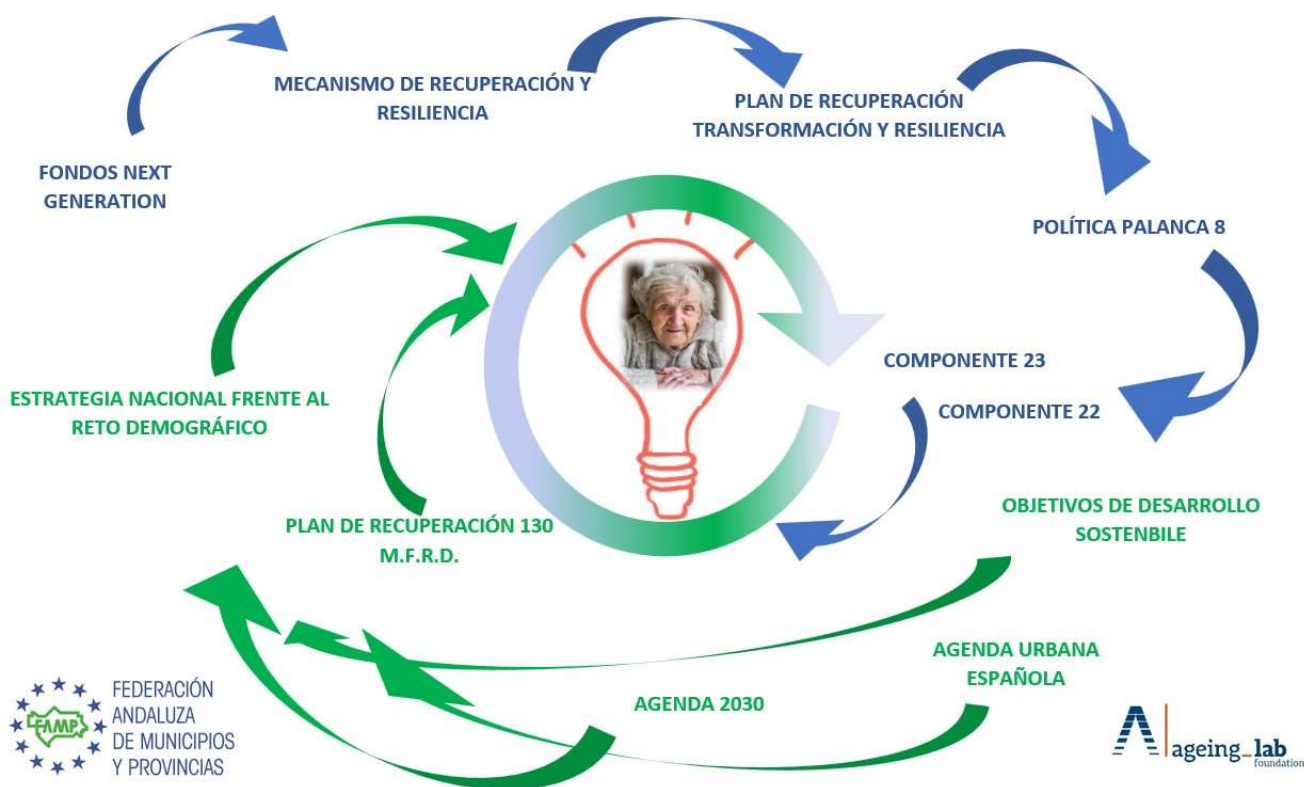 MECANISMO DE RECUPERACIÓN Y
RESILIENCIA
PLAN DE RECUPERACIÓN
TRANSFORMACIÓN Y RESILIENCIA
FONDOS NEXT
GENERATION
POLÍTICA PALANCA 8
COMPONENTE 23
COMPONENTE 22
ESTRATEGIA NACIONAL FRENTE AL
RETO DEMOGRÁFICO
PLAN DE RECUPERACIÓN 130
M.F.R.D.
OBJETIVOS DE DESARROLLO
SOSTENBILE
AGENDA URBANA
ESPAÑOLA
AGENDA 2030
FAMP
FEDERACIÓN
ANDALUZA
DE MUNICIPIOS
Y PROVINCIAS
ageing_lab
foundation